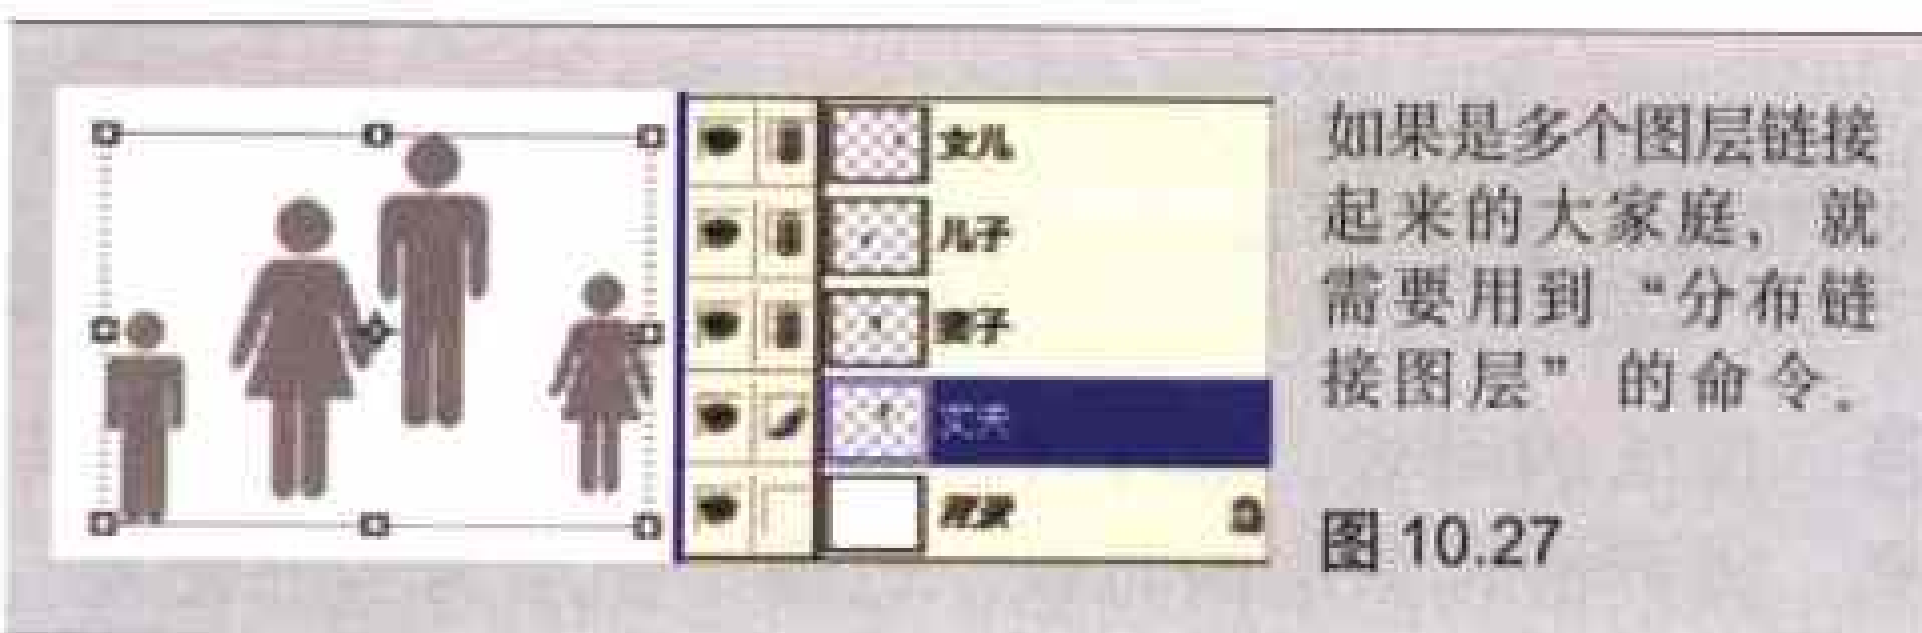 女儿
儿子
妻子
丈夫
背景
如果是多个图层链接
起来的大家庭，就
需要用到“分布链
接图层”的命令。
图 10.27